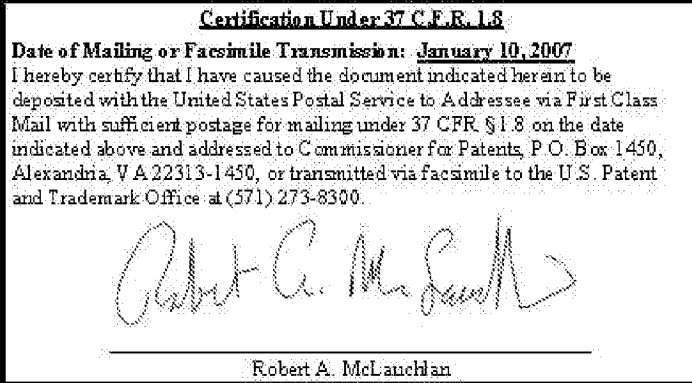 Certification Under 37 C.F.R. 1.8
Date of Mailing or Facsimile Transmission: January 10, 2007
I hereby certify that I have caused the document indicated herein to be
deposited with the United States Postal Service to Addressee via First Class
Mail with sufficient postage for mailing under 37 CFR § 1.8 on the date
indicated above and addressed to Commissioner for Patents, P.O. Box 1450,
Alexandria, VA 22313-1450, or transmitted via facsimile to the U.S. Patent
and Trademark Office at (571) 273-8300.
Robert A. McLauchlan
Robert A. McLauchlan